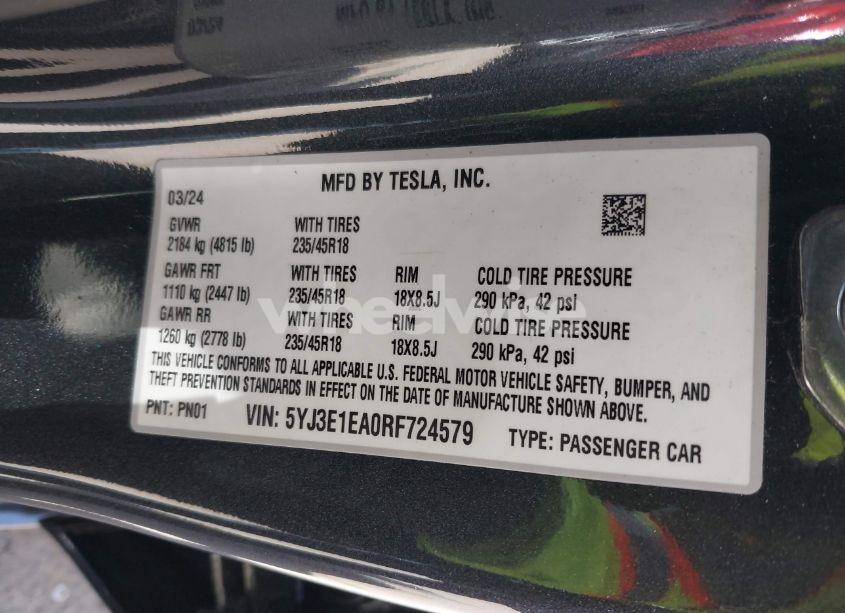 MFD BY TESLA, INC.
03/24
GVWR WITH TIRES
2184 kg (4815 lb) 235/45R18
GAWR FRT WITH TIRES RIM COLD TIRE PRESSURE
1110 kg (2447 lb) 235/45R18 18X8.5J 290 kPa, 42 psi
GAWR RR WITH TIRES RIM COLD TIRE PRESSURE
1260 kg (2778 lb) 235/45R18 18X8.5J 290 kPa, 42 psi
THIS VEHICLE CONFORMS TO ALL APPLICABLE U.S. FEDERAL MOTOR VEHICLE SAFETY, BUMPER, AND
THEFT PREVENTION STANDARDS IN EFFECT ON THE DATE OF MANUFACTURE SHOWN ABOVE.
PNT: PN01 VIN: 5YJ3E1EA0RF724579 TYPE: PASSENGER CAR
wheelwise